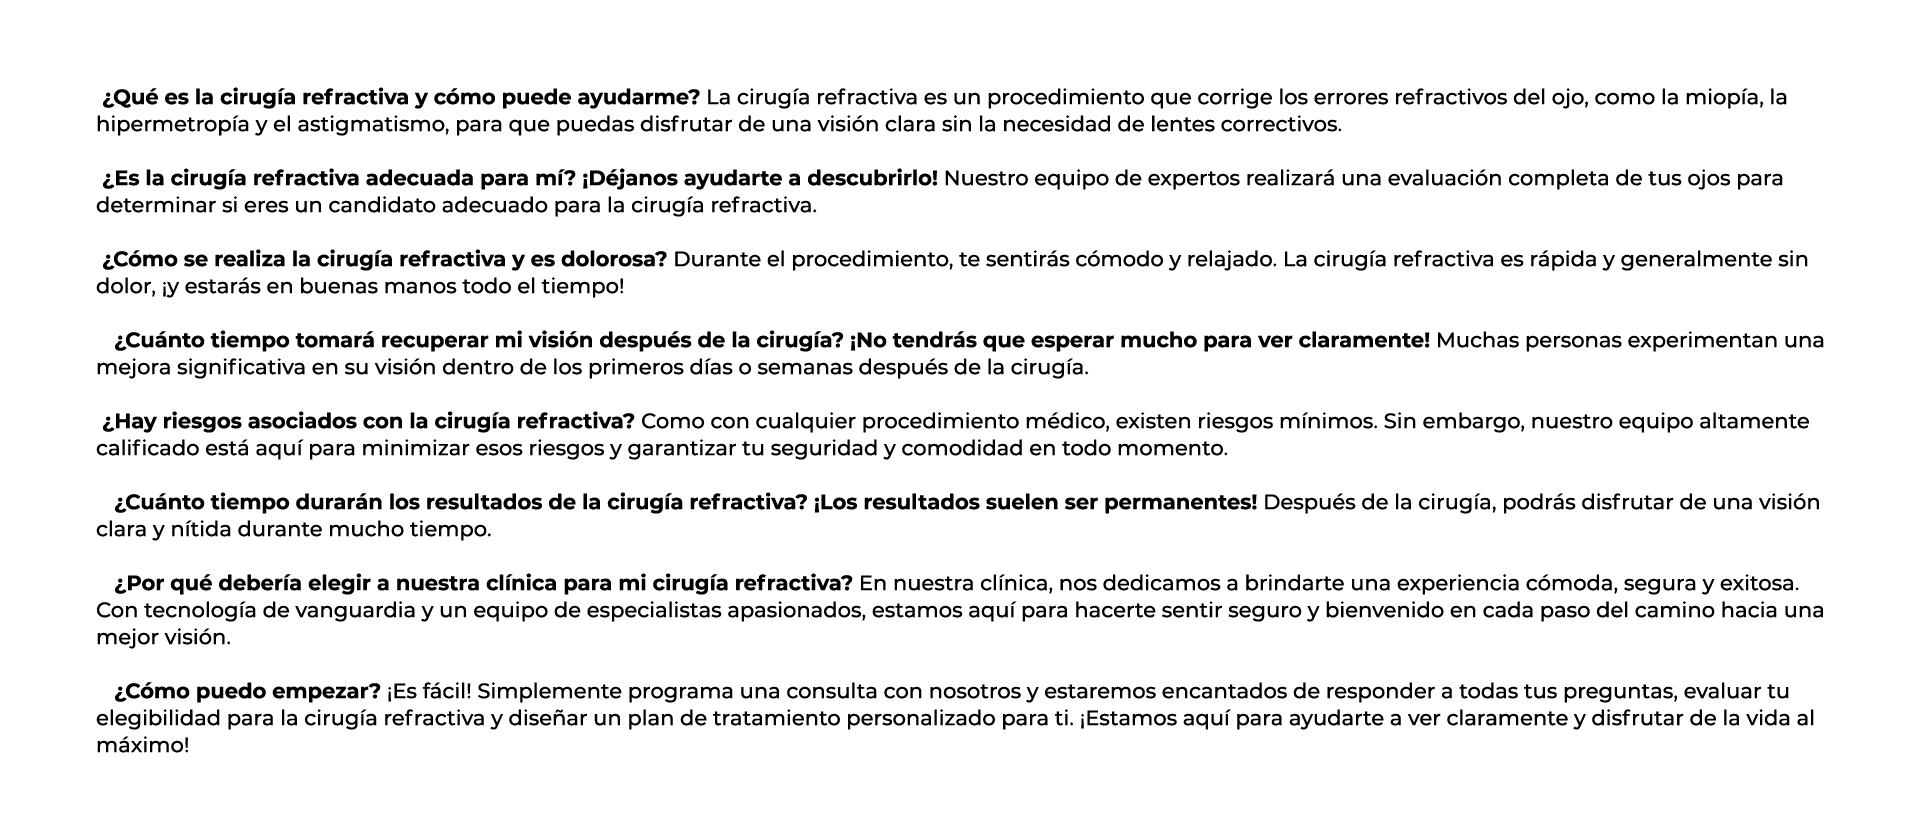 ¿Qué es la cirugía refractiva y cómo puede ayudarme? La cirugía refractiva es un procedimiento que corrige los errores refractivos del ojo, como la miopía, la
hipermetropía y el astigmatismo, para que puedas disfrutar de una visión clara sin la necesidad de lentes correctivos.
¿Es la cirugía refractiva adecuada para mí? ¡Déjanos ayudarte a descubrirlo! Nuestro equipo de expertos realizará una evaluación completa de tus ojos para
determinar si eres un candidato adecuado para la cirugía refractiva.
¿Cómo se realiza la cirugía refractiva y es dolorosa? Durante el procedimiento, te sentirás cómodo y relajado. La cirugía refractiva es rápida y generalmente sin
dolor, ¡y estarás en buenas manos todo el tiempo!
¿Cuánto tiempo tomará recuperar mi visión después de la cirugía? ¡No tendrás que esperar mucho para ver claramente! Muchas personas experimentan una
mejora significativa en su visión dentro de los primeros días o semanas después de la cirugía.
¿Hay riesgos asociados con la cirugía refractiva? Como con cualquier procedimiento médico, existen riesgos mínimos. Sin embargo, nuestro equipo altamente
calificado está aquí para minimizar esos riesgos y garantizar tu seguridad y comodidad en todo momento.
¿Cuánto tiempo durarán los resultados de la cirugía refractiva? ¡Los resultados suelen ser permanentes! Después de la cirugía, podrás disfrutar de una visión
clara y nítida durante mucho tiempo.
¿Por qué debería elegir a nuestra clínica para mi cirugía refractiva? En nuestra clínica, nos dedicamos a brindarte una experiencia cómoda, segura y exitosa.
Con tecnología de vanguardia y un equipo de especialistas apasionados, estamos aquí para hacerte sentir seguro y bienvenido en cada paso del camino hacia una
mejor visión.
¿Cómo puedo empezar? ¡Es fácil! Simplemente programa una consulta con nosotros y estaremos encantados de responder a todas tus preguntas, evaluar tu
elegibilidad para la cirugía refractiva y diseñar un plan de tratamiento personalizado para ti. ¡Estamos aquí para ayudarte a ver claramente y disfrutar de la vida al
máximo!